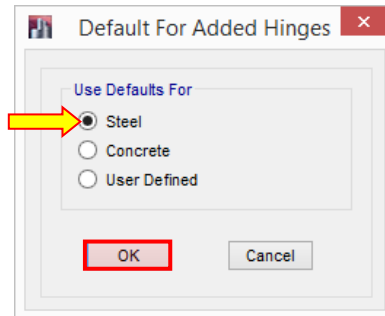 Default For Added Hinges
Use Defaults For
Steel
Concrete
User Defined
OK Cancel